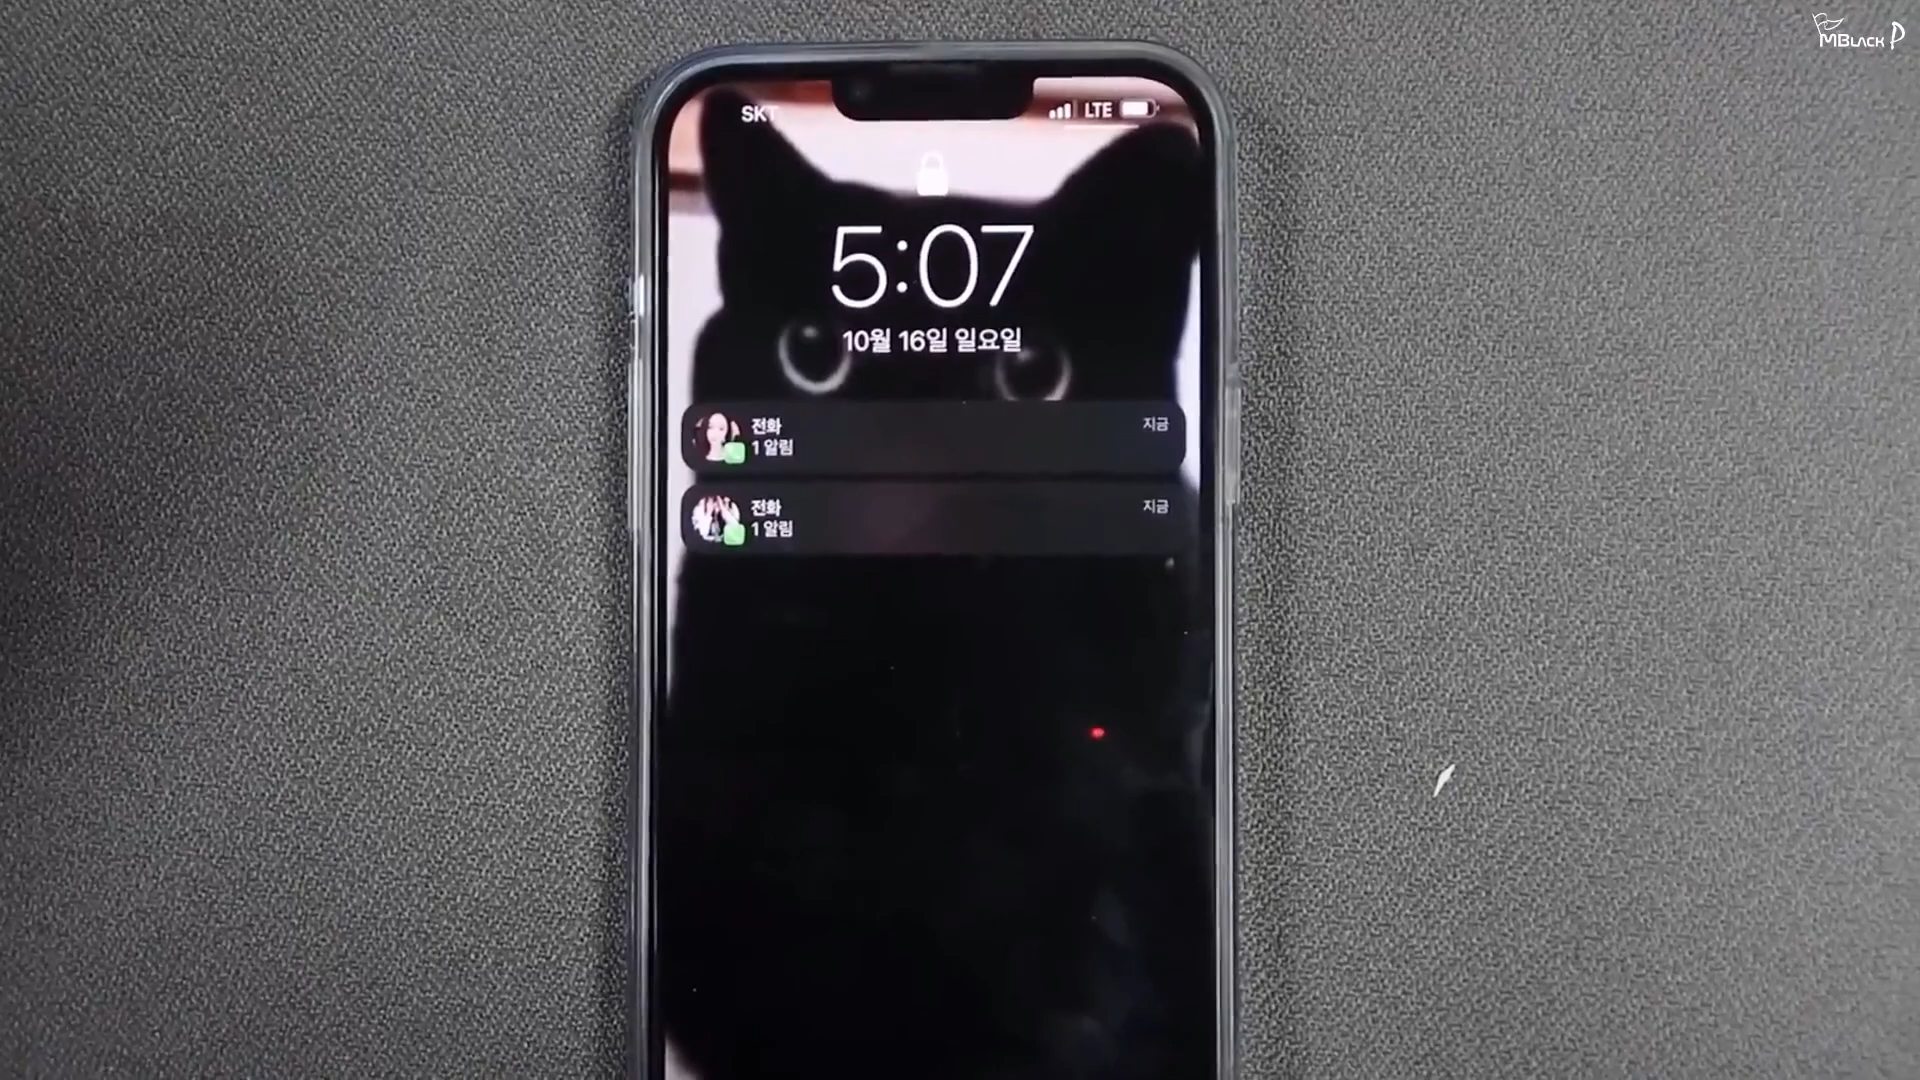 MBlack P
SKT
LTE
5:07
10월 16일 일요일
전화
지금
1 알림
전화
지금
1 알림